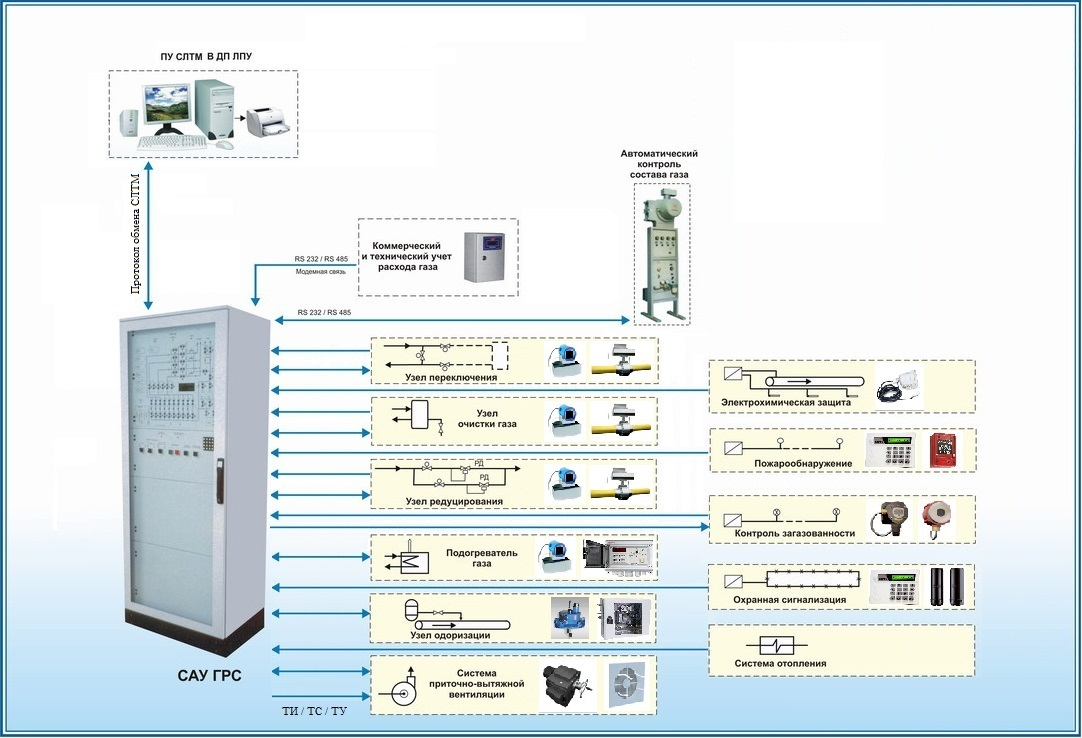 ПУ СЛТМ В ДП ЛПУ
Протокол обмена СЛТМ
Автоматический
контроль
состава газа
Коммерческий
и технический учет
расхода газа
RS 232 / RS 485
Модемная связь
RS 232 / RS 485
Узел переключения
Электрохимическая защита
Узел
очистки газа
Пожарообнаружение
РД
РД
Узел редуцирования
Контроль загазованности
Подогреватель
газа
Охранная сигнализация
Узел одоризации
Система отопления
Система
приточно-вытяжной
вентиляции
САУ ГРС
ТИ / ТС / ТУ